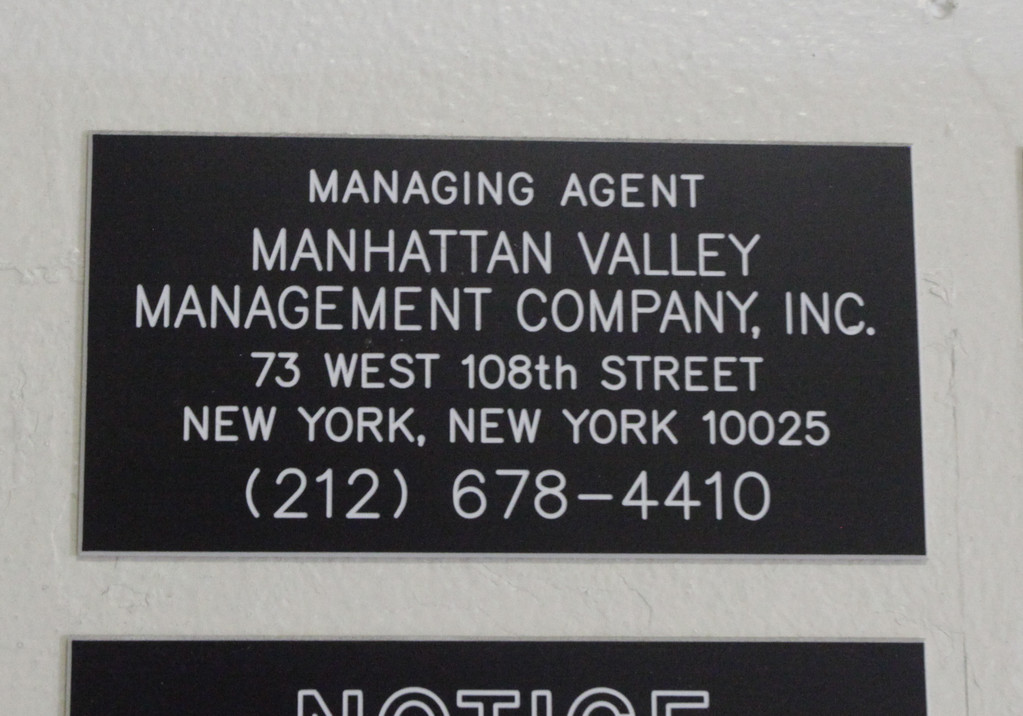 MANAGING AGENT
MANHATTAN VALLEY
MANAGEMENT COMPANY, INC.
73 WEST 108th STREET
NEW YORK, NEW YORK 10025
(212) 678-4410
NOTICE